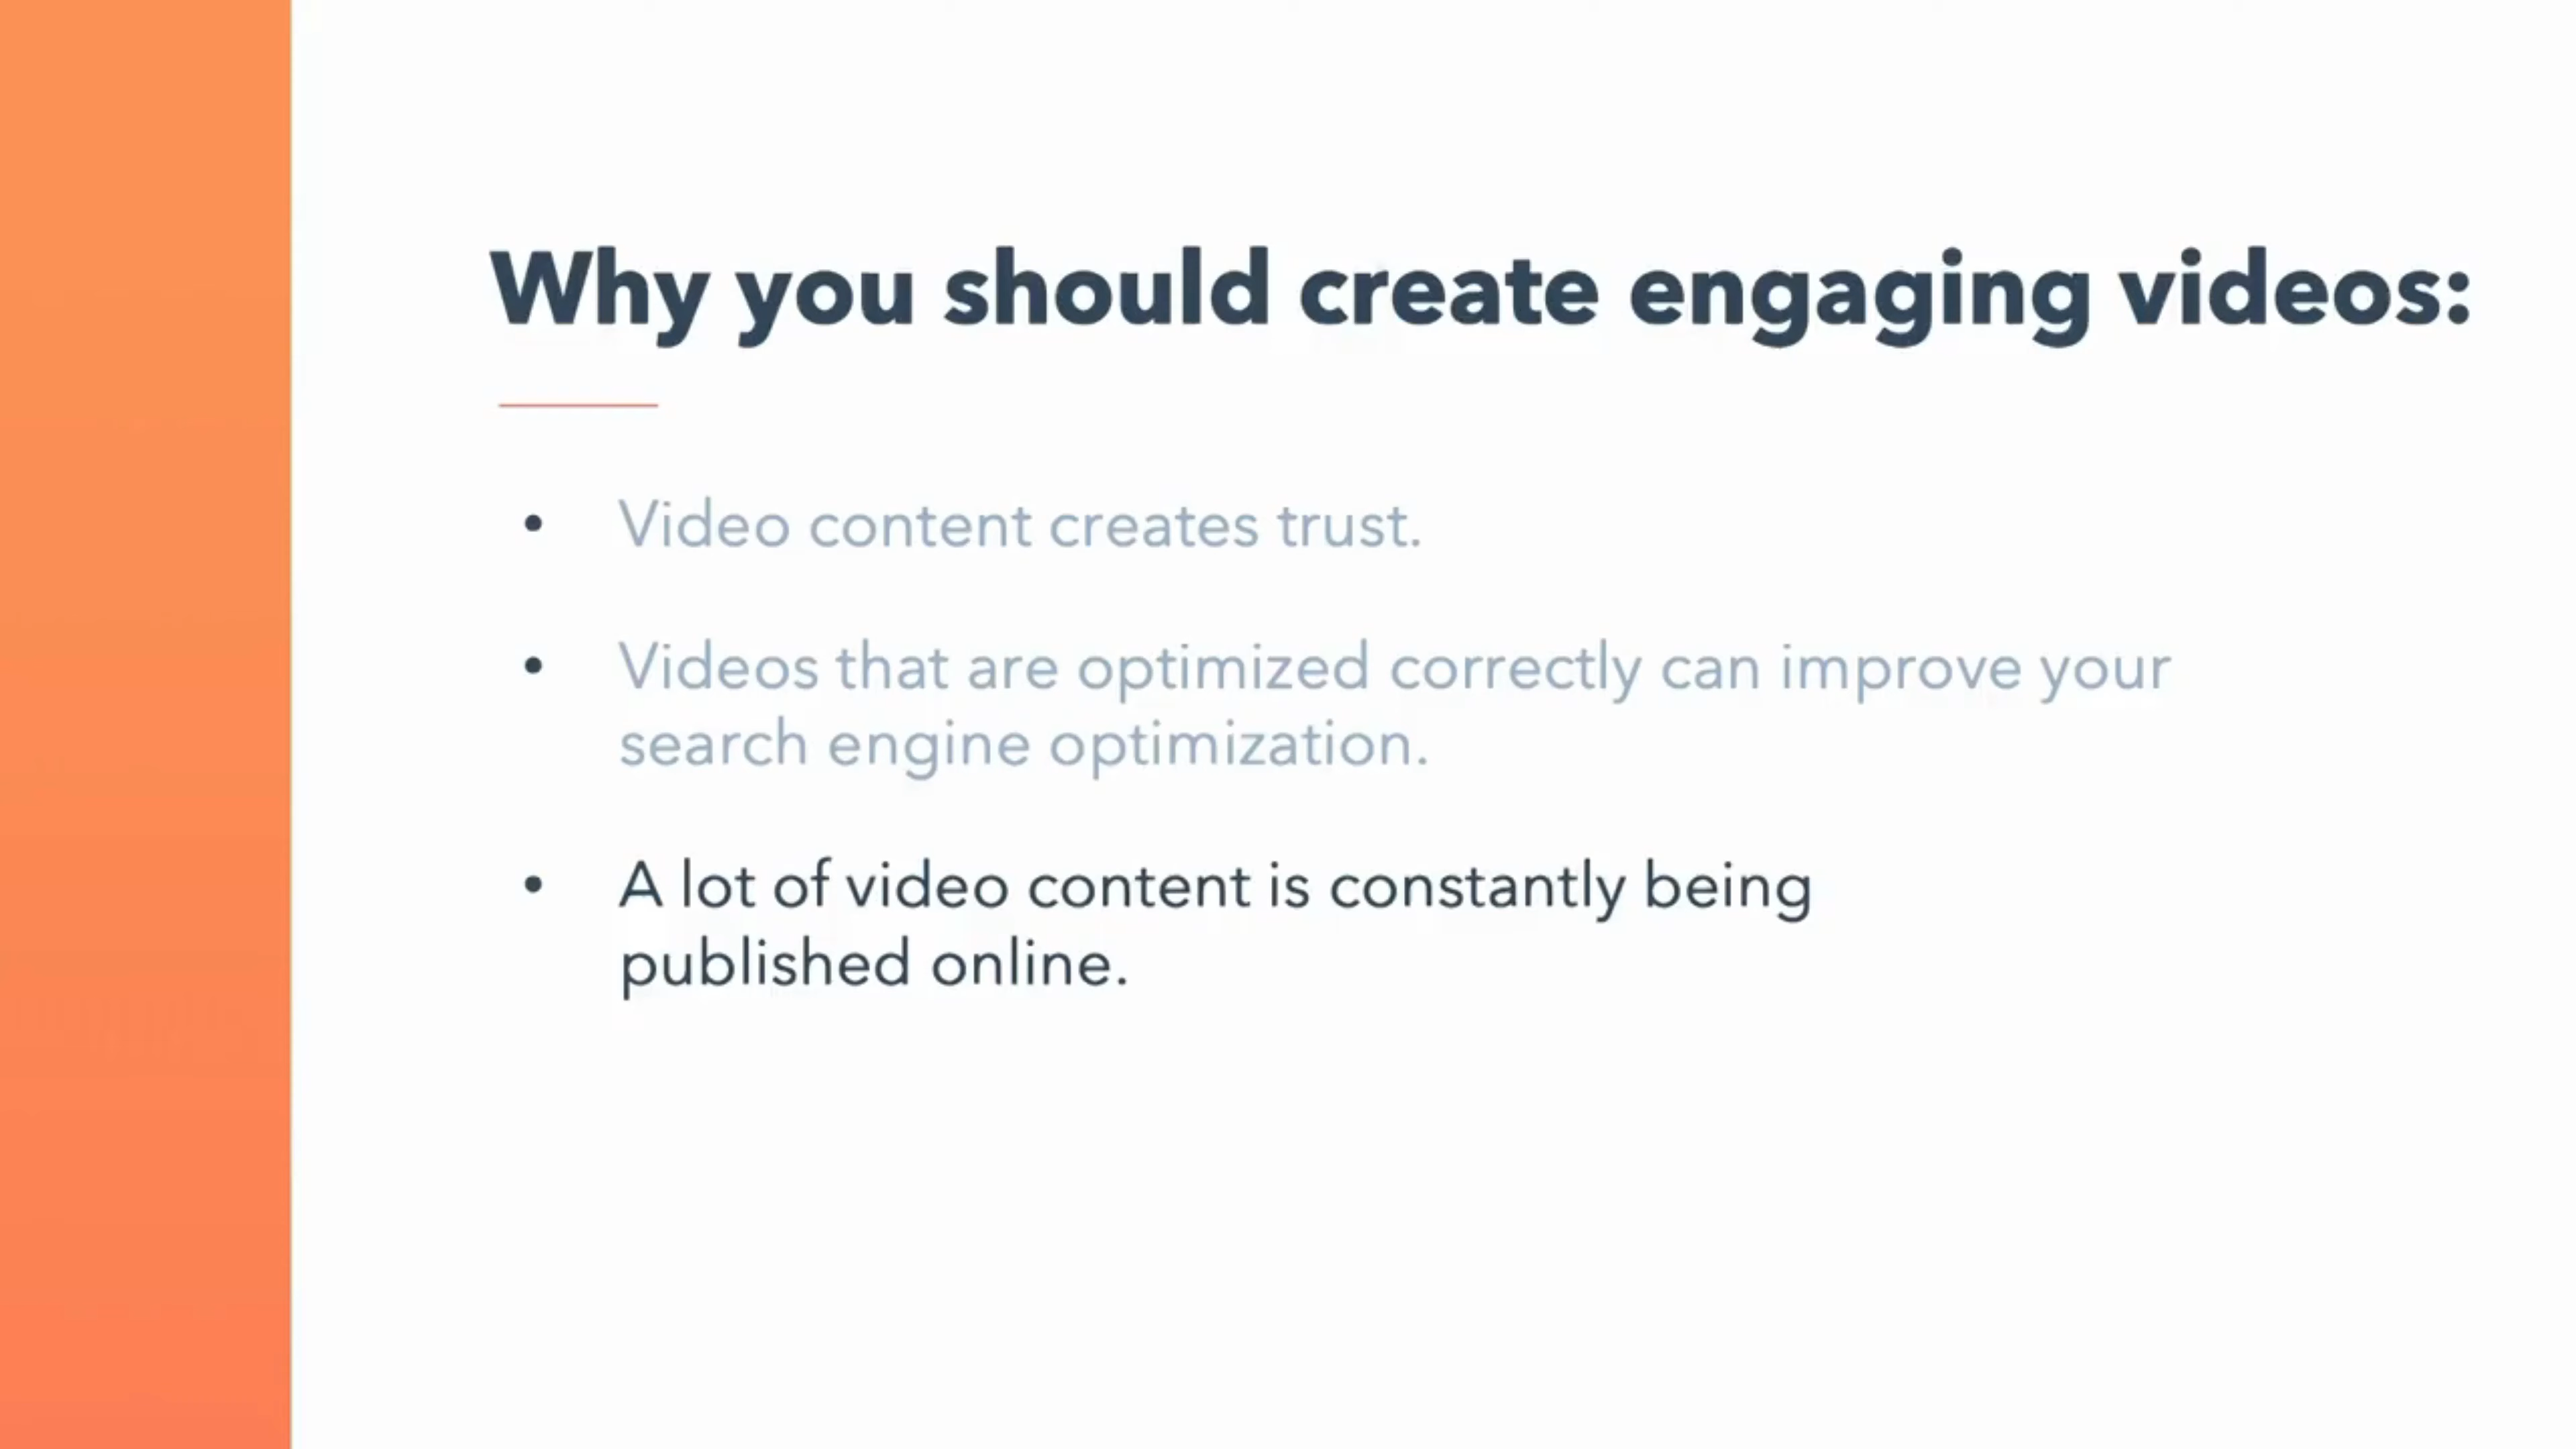 Why you should create engaging videos:
• Video content creates trust.
• Videos that are optimized correctly can improve your
search engine optimization.
• A lot of video content is constantly being
published online.